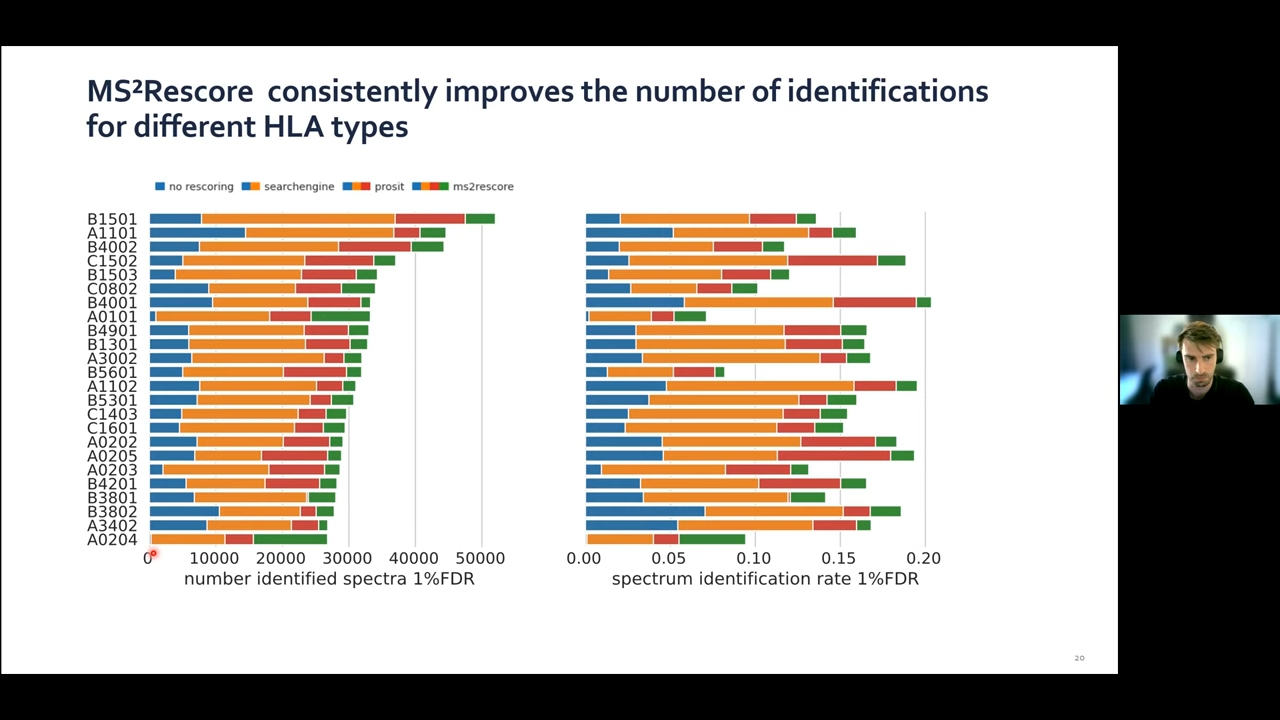 MS²Rescore consistently improves the number of identifications
for different HLA types
no rescoring searchengine prosit ms2rescore
B1501
A1101
B4002
C1502
B1503
C0802
B4001
A0101
B4901
B1301
A3002
B5601
A1102
B5301
C1403
C1601
A0202
A0205
A0203
B4201
B3801
B3802
A3402
A0204
0 10000 20000 30000 40000 50000
number identified spectra 1%FDR
0.00 0.05 0.10 0.15 0.20
spectrum identification rate 1%FDR
20